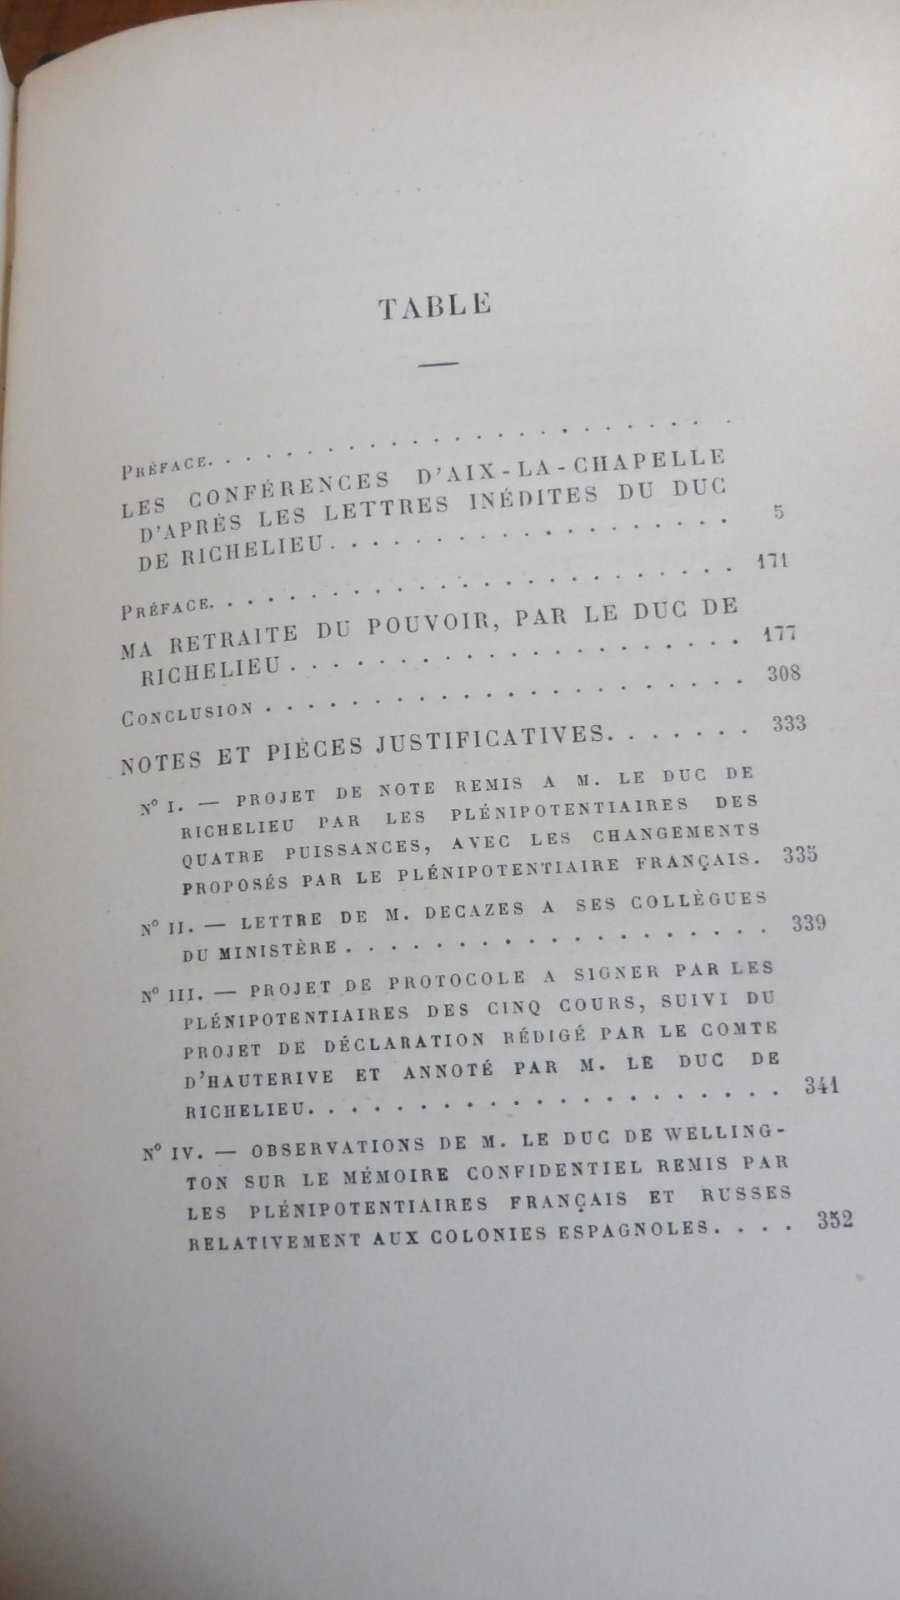 TABLE
PRÉFACE. . . . . . . . . . . . . . . . . . . . . . . . . .
LES CONFÉRENCES D'AIX-LA-CHAPELLE
D'APRÈS LES LETTRES INÉDITES DU DUC
DE RICHELIEU. . . . . . . . . . . . . . . . . . . 5
PRÉFACE. . . . . . . . . . . . . . . . . . . . . . . . . 171
MA RETRAITE DU POUVOIR, PAR LE DUC DE
RICHELIEU . . . . . . . . . . . . . . . . . . . . . 177
CONCLUSION . . . . . . . . . . . . . . . . . . . . . . 308
NOTES ET PIÈCES JUSTIFICATIVES. . . . . . . 333
N° I. — PROJET DE NOTE REMIS A M. LE DUC DE
RICHELIEU PAR LES PLÉNIPOTENTIAIRES DES
QUATRE PUISSANCES, AVEC LES CHANGEMENTS
PROPOSÉS PAR LE PLÉNIPOTENTIAIRE FRANÇAIS. 335
N° II. — LETTRE DE M. DECAZES A SES COLLÈGUES
DU MINISTÈRE . . . . . . . . . . . . . . . . . . . 339
N° III. — PROJET DE PROTOCOLE A SIGNER PAR LES
PLÉNIPOTENTIAIRES DES CINQ COURS, SUIVI DU
PROJET DE DÉCLARATION RÉDIGÉ PAR LE COMTE
D'HAUTERIVE ET ANNOTÉ PAR M. LE DUC DE
RICHELIEU. . . . . . . . . . . . . . . . . . . . . . 341
N° IV. — OBSERVATIONS DE M. LE DUC DE WELLING-
TON SUR LE MÉMOIRE CONFIDENTIEL REMIS PAR
LES PLÉNIPOTENTIAIRES FRANÇAIS ET RUSSES
RELATIVEMENT AUX COLONIES ESPAGNOLES. . . . . 352